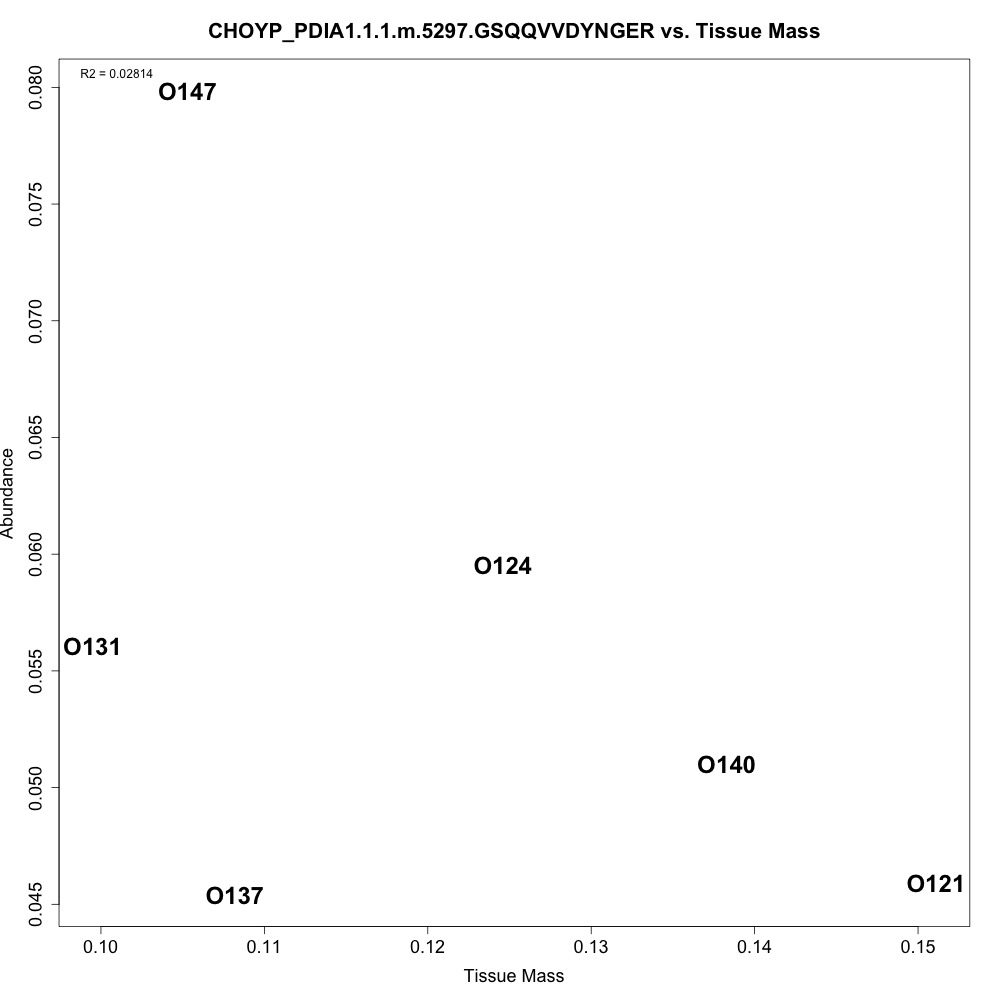 CHOYP_PDIA1.1.1.m.5297.GSQQVVDYNGER vs. Tissue Mass
R2 = 0.02814
O147
O124
O131
O140
O137
O121
Abundance
0.080
0.075
0.070
0.065
0.060
0.055
0.050
0.045
0.10 0.11 0.12 0.13 0.14 0.15
Tissue Mass